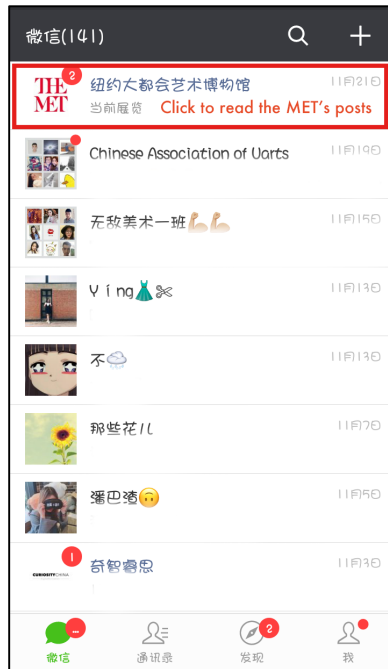 微信(141)
THE MET
2
纽约大都会艺术博物馆
11月21日
当前展览
Click to read the MET's posts
Chinese Association of Uarts
11月19日
无敌美术一班💪🏼💪🏼
11月15日
Yíng👗✂
11月13日
不🌧
11月13日
那些花儿
11月7日
潘巴渣🙃
11月5日
CURIOSITYCHINA
1
奇智睿思
11月3日
...
2
微信
通讯录
发现
我